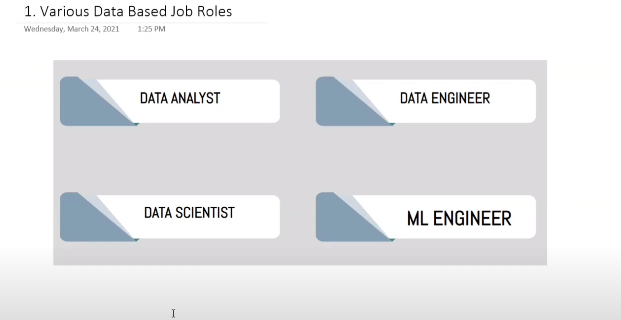 1. Various Data Based Job Roles
Wednesday, March 24, 2021 1:25 PM
DATA ANALYST
DATA ENGINEER
DATA SCIENTIST
ML ENGINEER